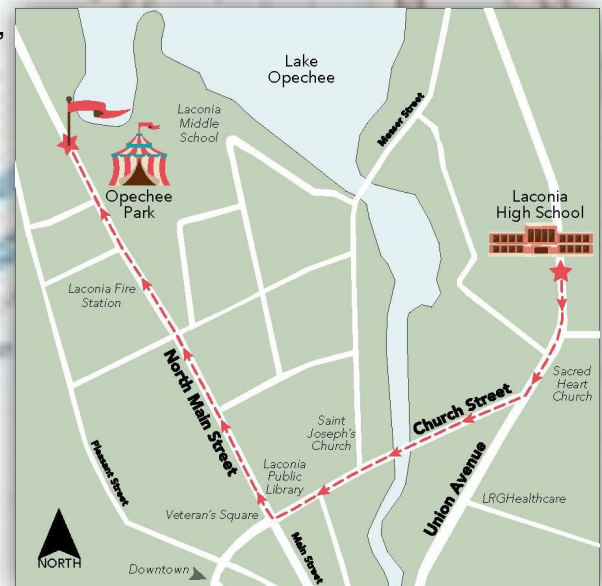 ,
Lake
Opechee
Laconia
Middle
School
Messer Street
Opechee
Park
Laconia
High School
Laconia Fire
Station
North Main Street
Sacred
Heart
Church
Church Street
Saint
Joseph's
Church
Laconia
Public
Library
Union Avenue
Pleasant Street
LRGHealthcare
Veteran's Square
Main Street
Downtown
NORTH